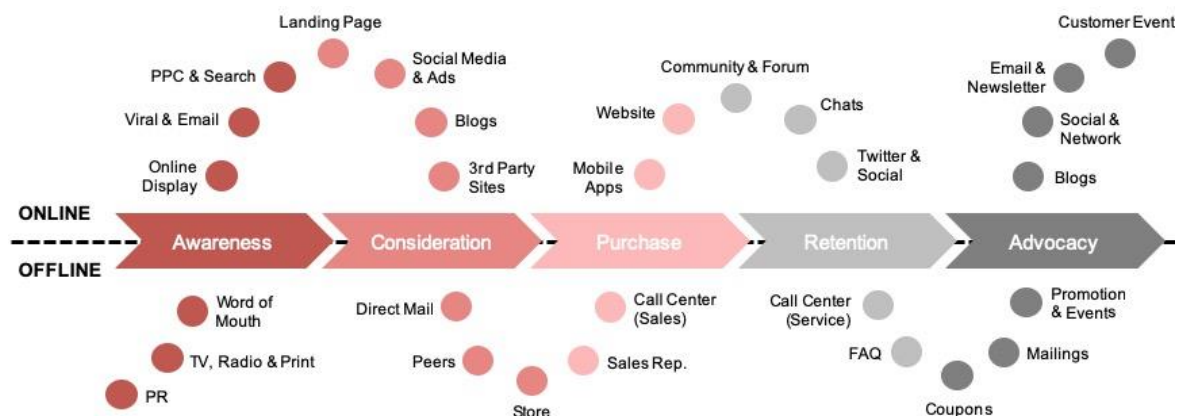 Landing Page
Customer Event
PPC & Search
Social Media
& Ads
Community & Forum
Email &
Newsletter
Viral & Email
Blogs
Website
Chats
Social &
Network
Online
Display
3rd Party
Sites
Mobile
Apps
Twitter &
Social
Blogs
ONLINE
Awareness
Consideration
Purchase
Retention
Advocacy
OFFLINE
Word of
Mouth
Direct Mail
Call Center
(Sales)
Call Center
(Service)
Promotion
& Events
TV, Radio & Print
Peers
Sales Rep.
FAQ
Mailings
PR
Store
Coupons